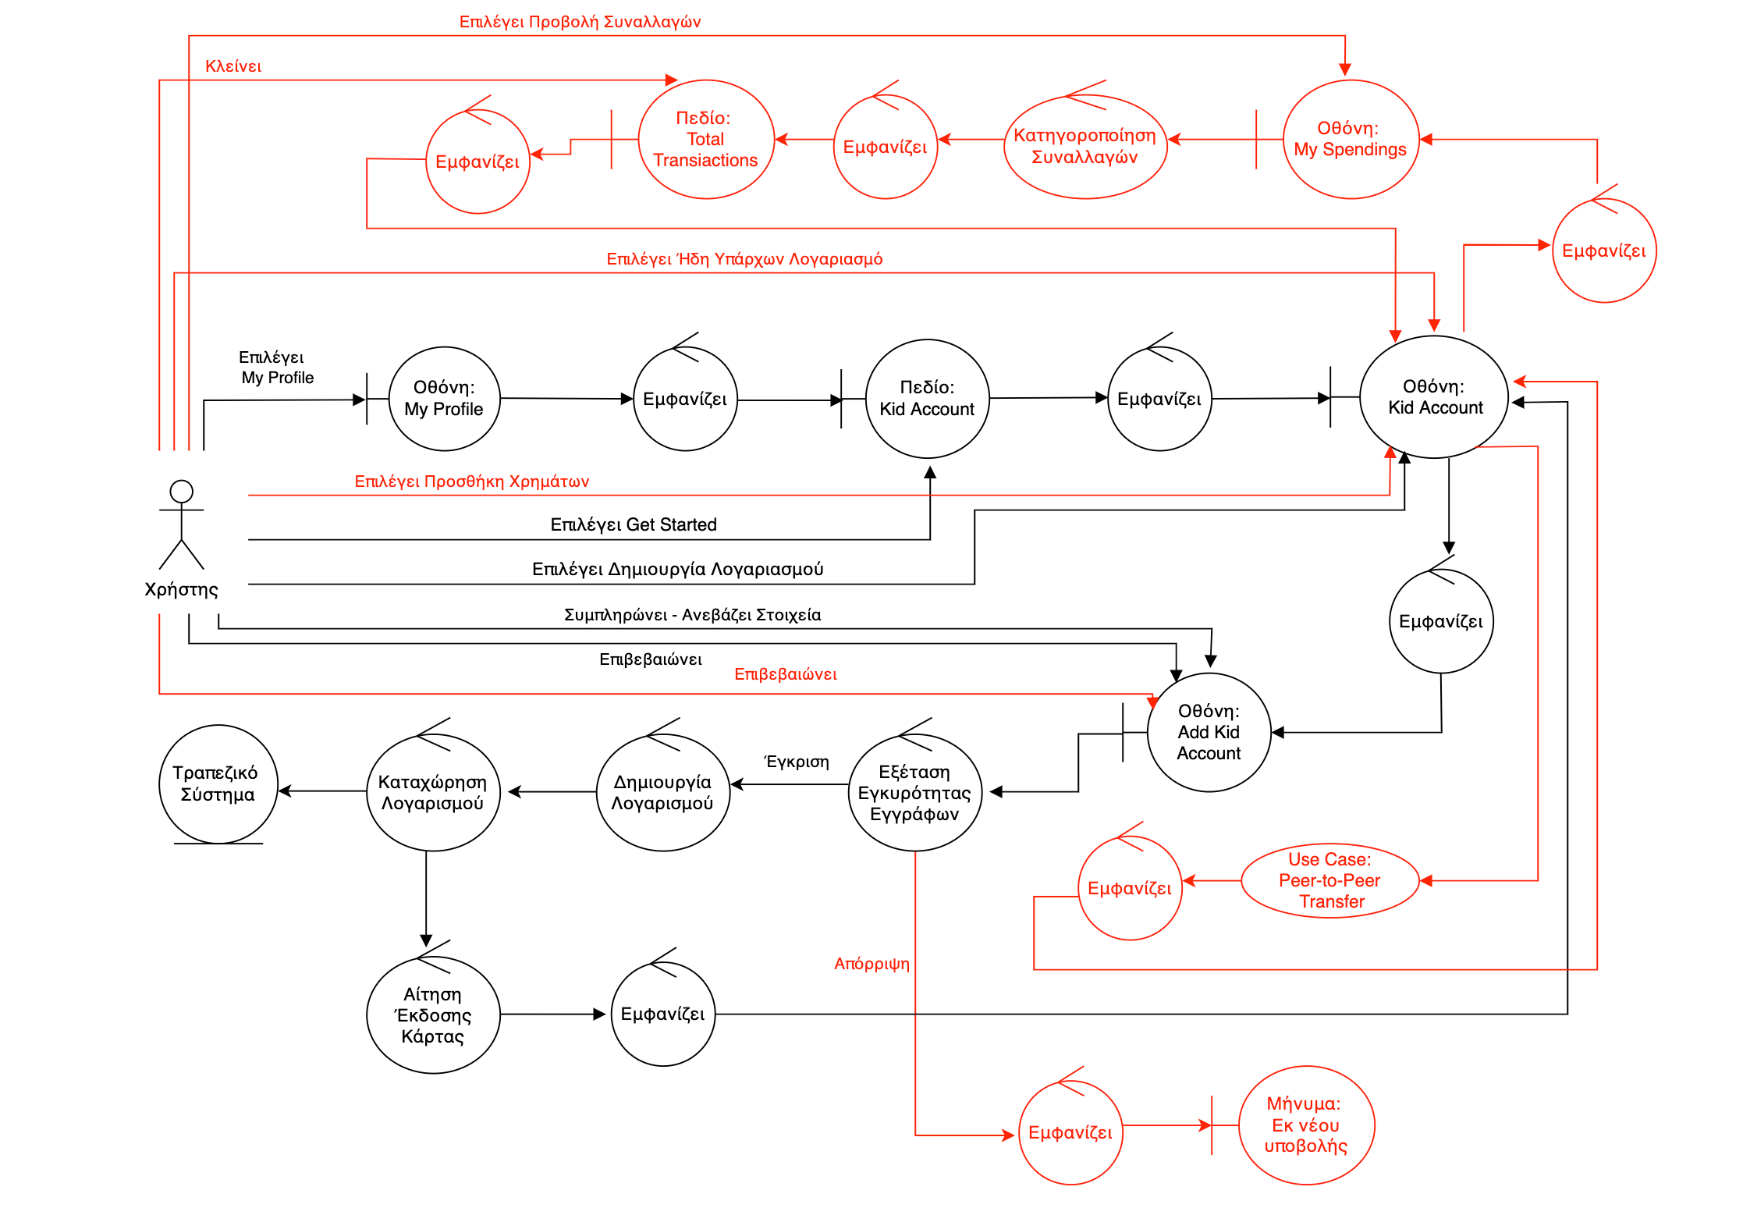 Επιλέγει Προβολή Συναλλαγών
Κλείνει
Εμφανίζει
Πεδίο:
Total
Transiactions
Εμφανίζει
Κατηγοροποίηση
Συναλλαγών
Οθόνη:
My Spendings
Εμφανίζει
Επιλέγει Ήδη Υπάρχων Λογαριασμό
Επιλέγει
My Profile
Οθόνη:
My Profile
Εμφανίζει
Πεδίο:
Kid Account
Εμφανίζει
Οθόνη:
Kid Account
Επιλέγει Προσθήκη Χρημάτων
Επιλέγει Get Started
Επιλέγει Δημιουργία Λογαριασμού
Χρήστης
Συμπληρώνει - Ανεβάζει Στοιχεία
Εμφανίζει
Επιβεβαιώνει
Επιβεβαιώνει
Οθόνη:
Add Kid
Account
Τραπεζικό
Σύστημα
Καταχώρηση
Λογαρισμού
Δημιουργία
Λογαρισμού
Έγκριση
Εξέταση
Εγκυρότητας
Εγγράφων
Εμφανίζει
Use Case:
Peer-to-Peer
Transfer
Απόρριψη
Αίτηση
Έκδοσης
Κάρτας
Εμφανίζει
Εμφανίζει
Μήνυμα:
Εκ νέου
υποβολής